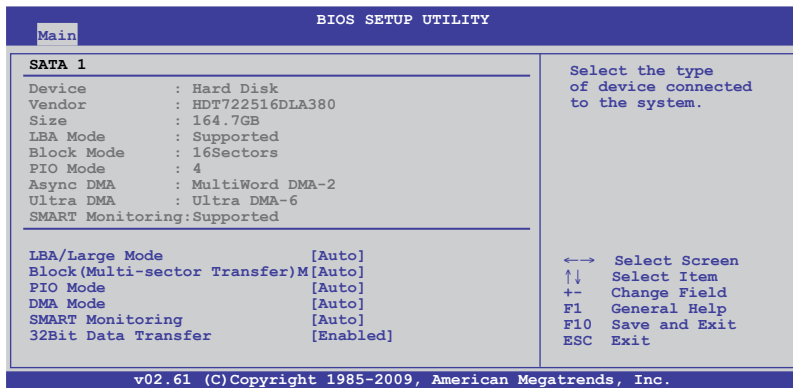 BIOS SETUP UTILITY
Main
SATA 1
Device : Hard Disk
Vendor : HDT722516DLA380
Size : 164.7GB
LBA Mode : Supported
Block Mode : 16Sectors
PIO Mode : 4
Async DMA : MultiWord DMA-2
Ultra DMA : Ultra DMA-6
SMART Monitoring:Supported
LBA/Large Mode [Auto]
Block(Multi-sector Transfer)M[Auto]
PIO Mode [Auto]
DMA Mode [Auto]
SMART Monitoring [Auto]
32Bit Data Transfer [Enabled]
Select the type
of device connected
to the system.
←→ Select Screen
↑↓ Select Item
+- Change Field
F1 General Help
F10 Save and Exit
ESC Exit
v02.61 (C)Copyright 1985-2009, American Megatrends, Inc.